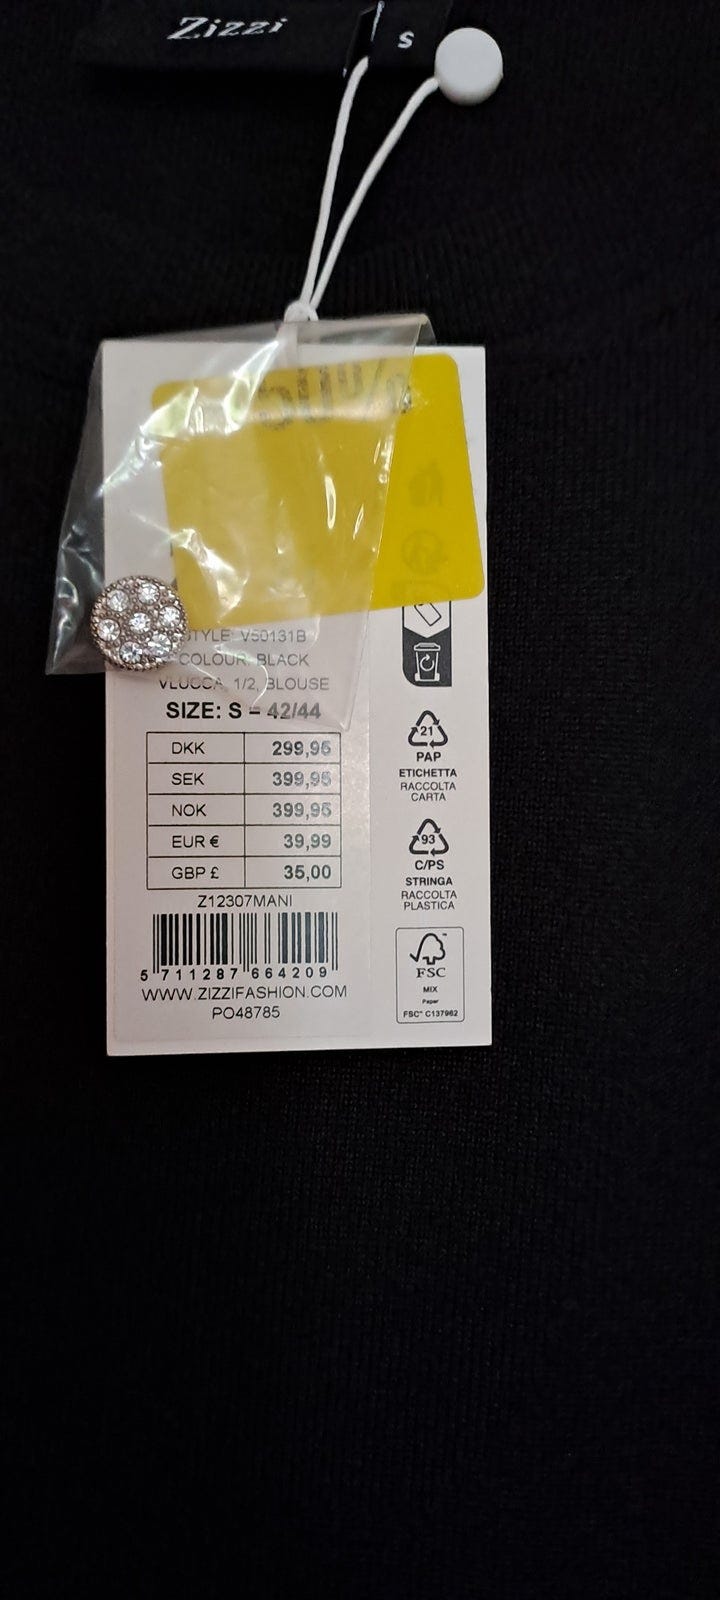 Zizzi
S
STYLE: V50131B
COLOUR: BLACK
VLUCCA, 1/2, BLOUSE
SIZE: S = 42/44
DKK 299,95
SEK 399,95
NOK 399,95
EUR € 39,99
GBP £ 35,00
Z12307MANI
5 711287 664209
WWW.ZIZZIFASHION.COM
PO48785
21
PAP
ETICHETTA
RACCOLTA
CARTA
93
C/PS
STRINGA
RACCOLTA
PLASTICA
FSC
MIX
Paper
FSC™ C137962